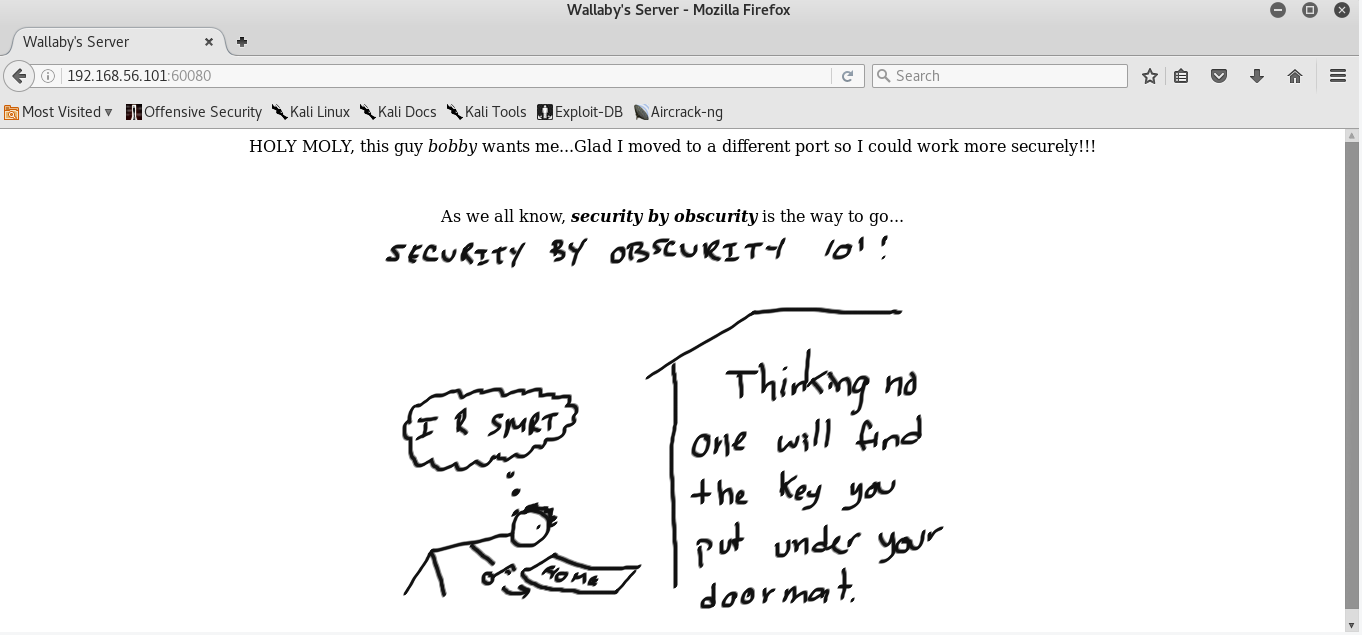 Wallaby's Server - Mozilla Firefox
Wallaby's Server
192.168.56.101:60080
Search
Most Visited
Offensive Security
Kali Linux
Kali Docs
Kali Tools
Exploit-DB
Aircrack-ng
HOLY MOLY, this guy bobby wants me...Glad I moved to a different port so I could work more securely!!!
As we all know, security by obscurity is the way to go...
SECURITY BY OBSCURITY 101!
I R SMRT
HOME
Thinking no
one will find
the key you
put under your
doormat.